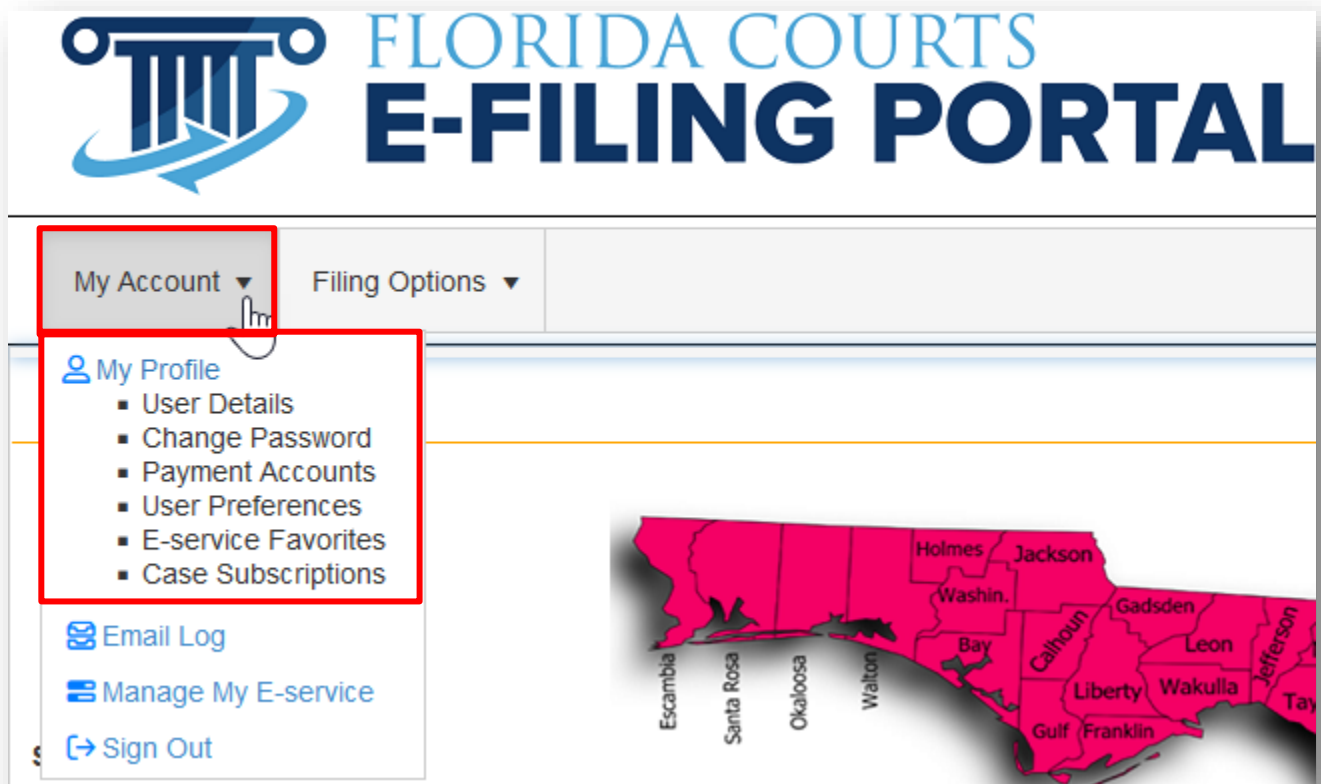 FLORIDA COURTS
E-FILING PORTAL
My Account ▼ Filing Options ▼
My Profile
▪ User Details
▪ Change Password
▪ Payment Accounts
▪ User Preferences
▪ E-service Favorites
▪ Case Subscriptions
Email Log
Manage My E-service
Sign Out
Holmes
Jackson
Washin.
Gadsden
Bay
Calhoun
Leon
Jefferson
Escambia
Santa Rosa
Okaloosa
Walton
Liberty
Wakulla
Tay
Gulf
Franklin